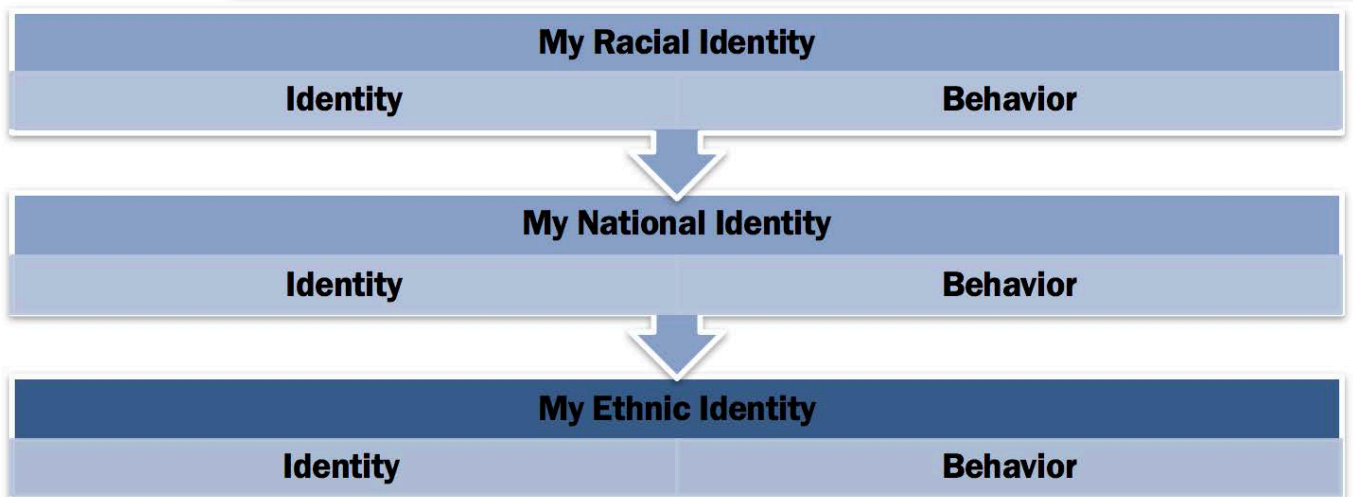 My Racial Identity
Identity Behavior
My National Identity
Identity Behavior
My Ethnic Identity
Identity Behavior